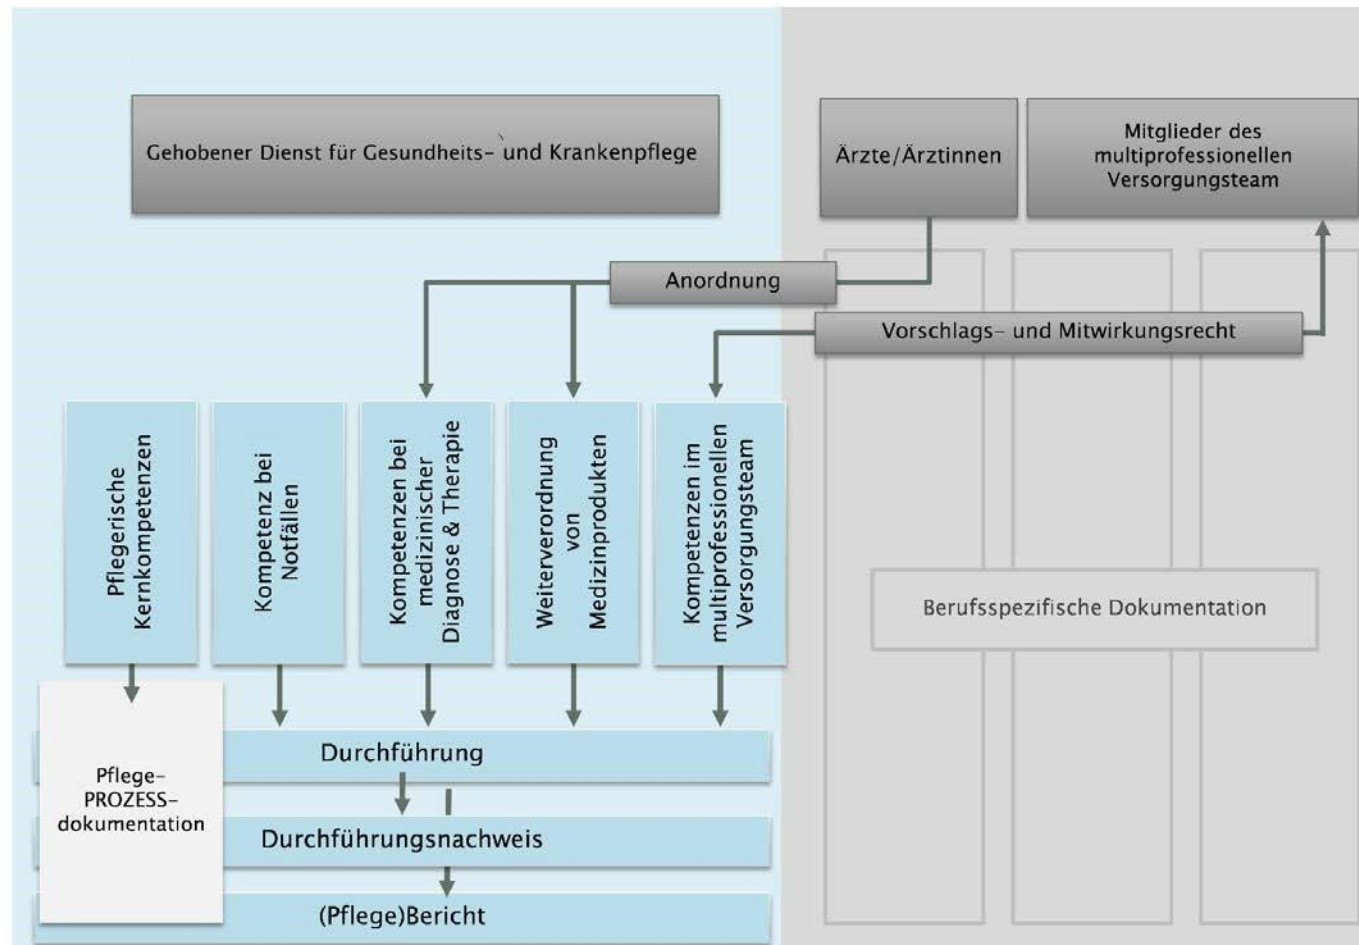 Gehobener Dienst für Gesundheits- und Krankenpflege
Ärzte/Ärztinnen
Mitglieder des
multiprofessionellen
Versorgungsteam
Anordnung
Vorschlags- und Mitwirkungsrecht
Pflegerische
Kernkompetenzen
Kompetenz bei
Notfällen
Kompetenzen bei
medizinischer
Diagnose & Therapie
Weiterverordnung
von
Medizinprodukten
Kompetenzen im
multiprofessionellen
Versorgungsteam
Berufsspezifische Dokumentation
Pflege-
PROZESS-
dokumentation
Durchführung
Durchführungsnachweis
(Pflege)Bericht